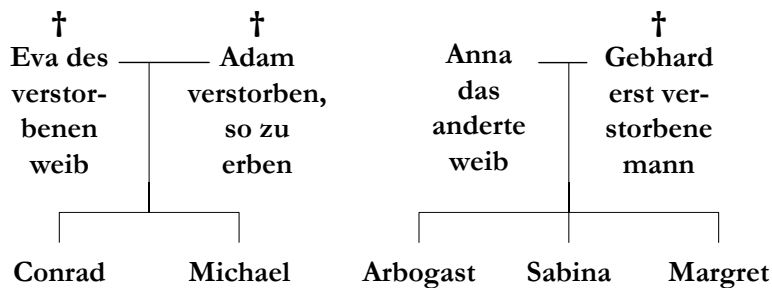 † † †
Eva des Adam Anna Gebhard
verstor- verstorben, das erst ver-
benen so zu anderte storbene
weib erben weib mann
Conrad Michael Arbogast Sabina Margret